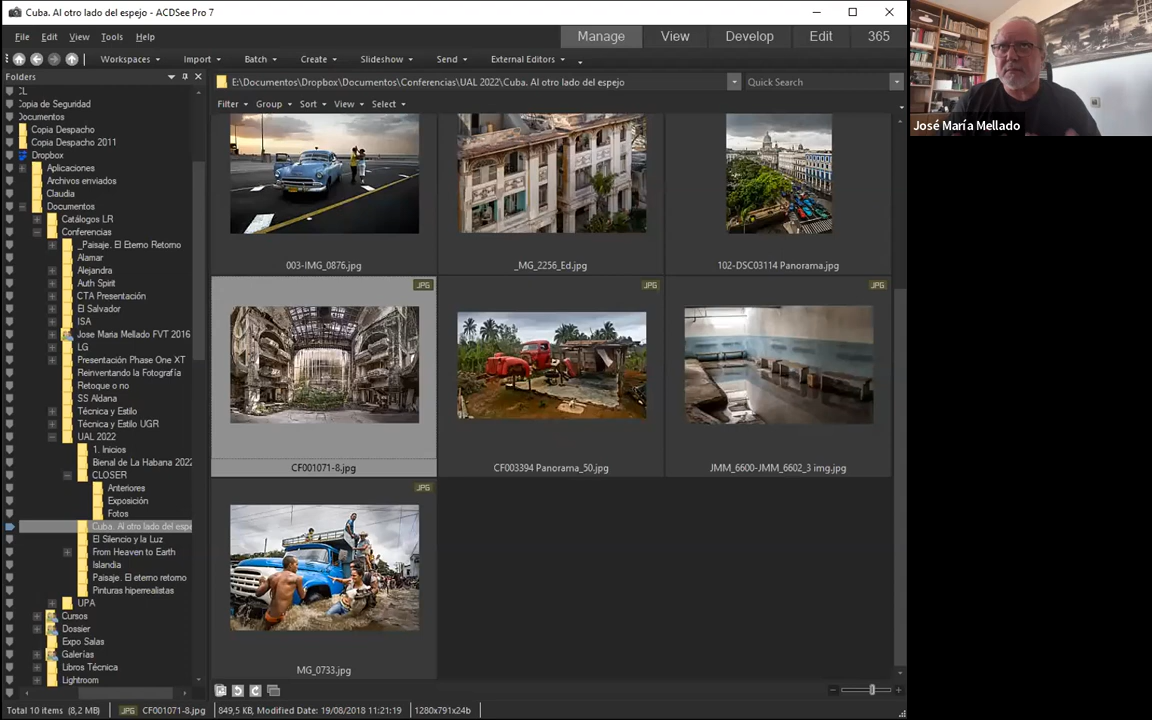 Cuba. Al otro lado del espejo - ACDSee Pro 7
File Edit View Tools Help
Manage View Develop Edit 365
Workspaces Import Batch Create Slideshow Send External Editors
Folders
E:\Documentos\Dropbox\Documentos\Conferencias\UAL 2022\Cuba. Al otro lado del espejo
Quick Search
Filter Group Sort View Select
CL
Copia de Seguridad
Documentos
Copia Despacho
Copia Despacho 2011
Dropbox
Aplicaciones
Archivos enviados
Claudia
Documentos
Catálogos LR
Conferencias
_Paisaje. El Eterno Retorno
Alamar
Alejandra
Auth Spirit
CTA Presentación
El Salvador
ISA
Jose Maria Mellado FVT 2016
LG
Presentación Phase One XT
Reinventando la Fotografía
Retoque o no
SS Aldana
Técnica y Estilo
Técnica y Estilo UGR
UAL 2022
1. Inicios
Bienal de La Habana 2022
CLOSER
Anteriores
Exposición
Fotos
Cuba. Al otro lado del espe
El Silencio y la Luz
From Heaven to Earth
Islandia
Paisaje. El eterno retorno
Pinturas hiperrealistas
UPA
Cursos
Dossier
Expo Salas
Galerías
Libros Técnica
Lightroom
003-IMG_0876.jpg
_MG_2256_Ed.jpg
102-DSC03114 Panorama.jpg
JPG
JPG
JPG
CF001071-8.jpg
CF003394 Panorama_50.jpg
JMM_6600-JMM_6602_3 img.jpg
JPG
MG_0733.jpg
Total 10 items (8,2 MB) JPG CF001071-8.jpg 849,5 KB, Modified Date: 19/08/2018 11:21:19 1280x791x24b
José María Mellado